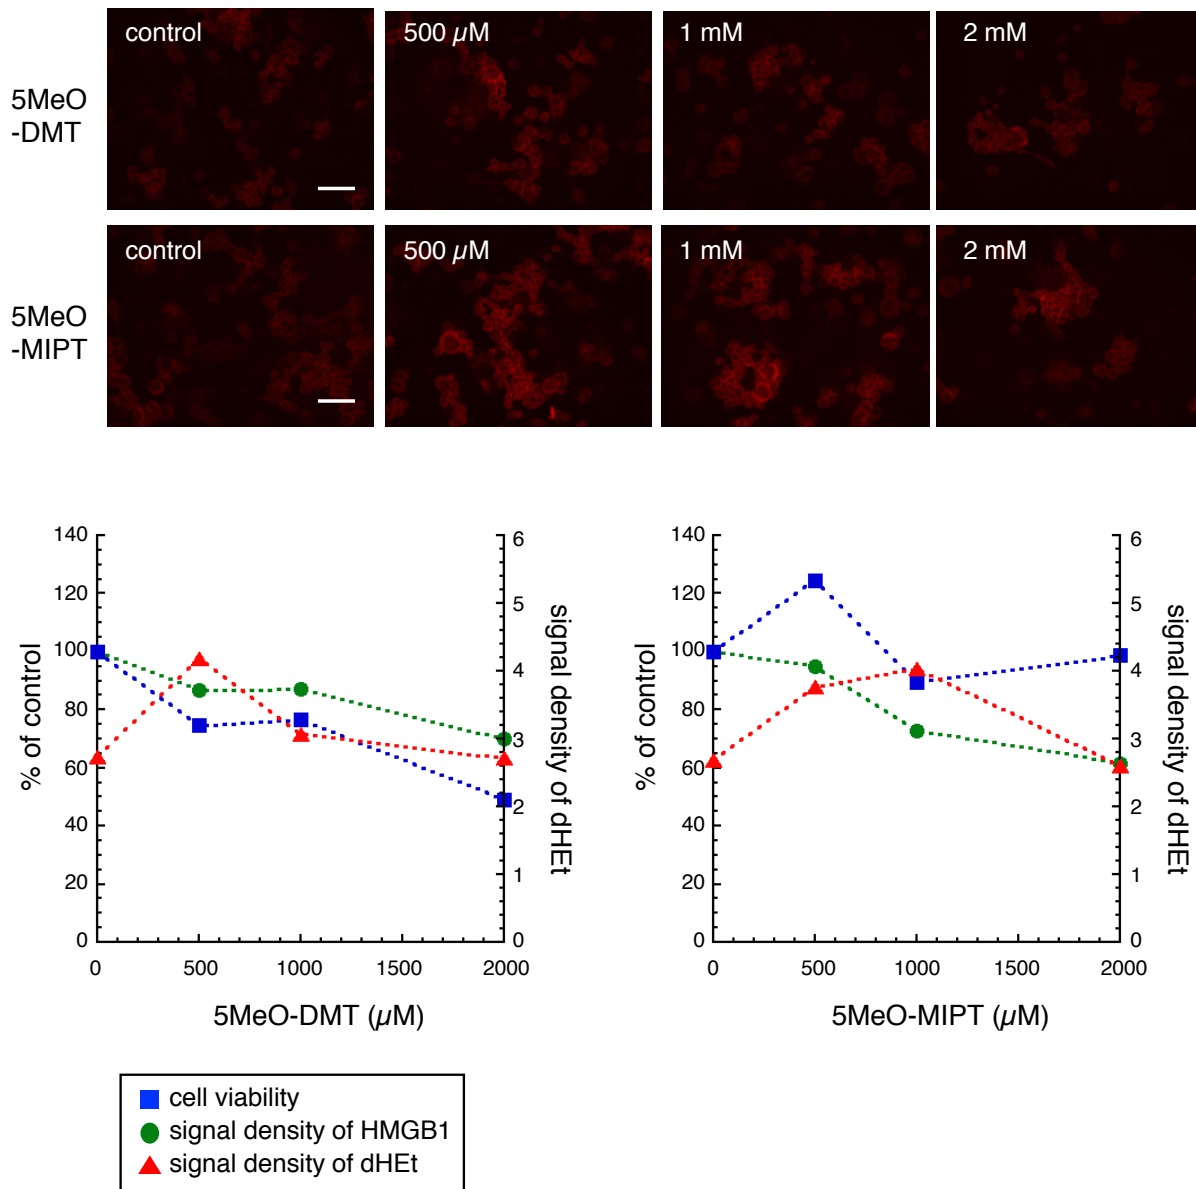 5MeO
-DMT
control
500 µM
1 mM
2 mM
5MeO
-MIPT
control
500 µM
1 mM
2 mM
140
120
100
80
60
40
20
0
% of control
6
5
4
3
2
1
0
signal density of dHEt
0
500
1000
1500
2000
5MeO-DMT (µM)
140
120
100
80
60
40
20
0
% of control
6
5
4
3
2
1
0
signal density of dHEt
0
500
1000
1500
2000
5MeO-MIPT (µM)
cell viability
signal density of HMGB1
signal density of dHEt